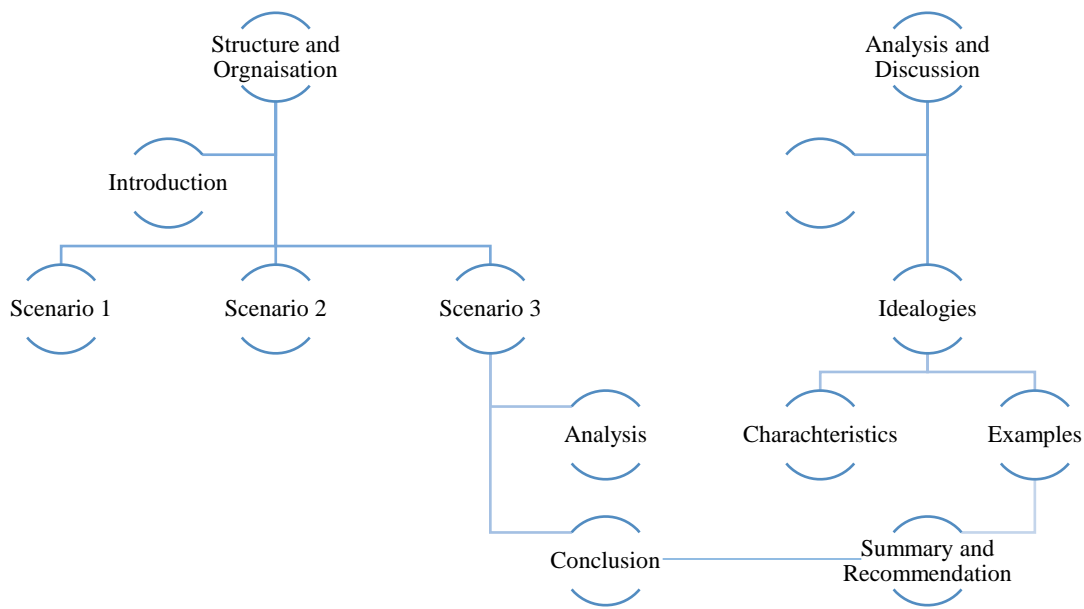 Structure and
Orgnaisation
Analysis and
Discussion
Introduction
Scenario 1
Scenario 2
Scenario 3
Idealogies
Analysis
Charachteristics
Examples
Conclusion
Summary and
Recommendation